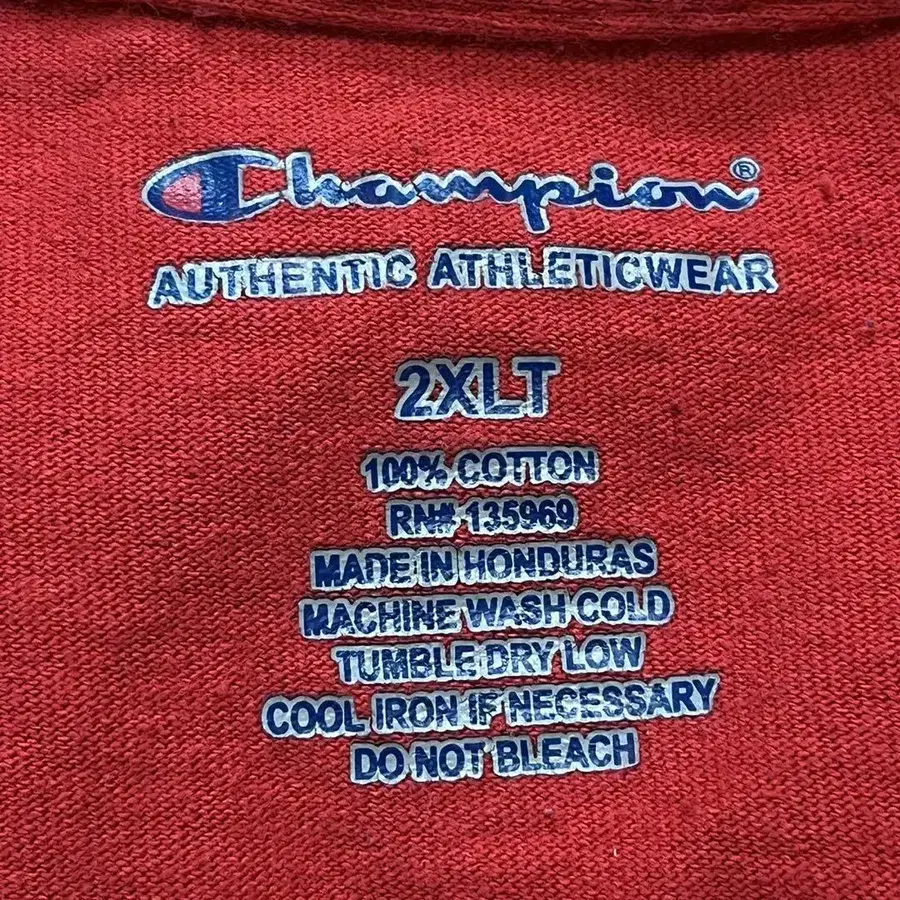 Champion®
AUTHENTIC ATHLETICWEAR
2XLT
100% COTTON
RN# 135969
MADE IN HONDURAS
MACHINE WASH COLD
TUMBLE DRY LOW
COOL IRON IF NECESSARY
DO NOT BLEACH